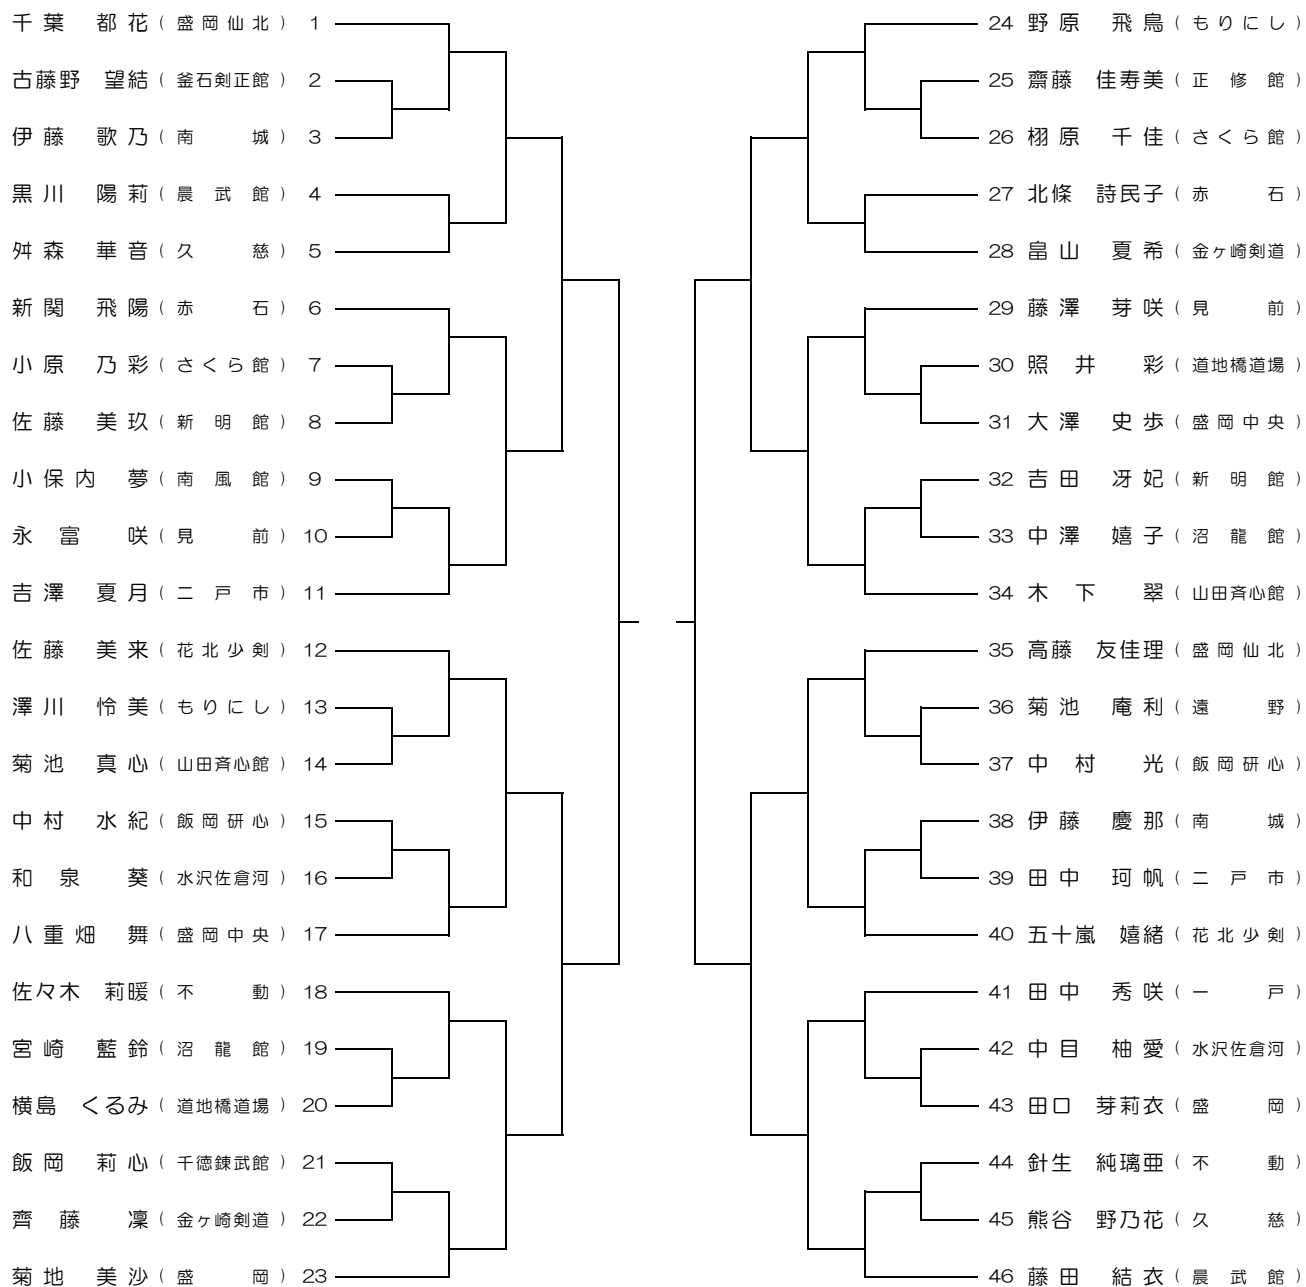 千葉 都花 ( 盛岡仙北 ) 1
古藤野 望結 ( 釜石剣正館 ) 2
伊藤 歌乃 ( 南城 ) 3
黒川 陽莉 ( 晨武館 ) 4
舛森 華音 ( 久慈 ) 5
新関 飛陽 ( 赤石 ) 6
小原 乃彩 ( さくら館 ) 7
佐藤 美玖 ( 新明館 ) 8
小保内 夢 ( 南風館 ) 9
永富 咲 ( 見前 ) 10
吉澤 夏月 ( 二戸市 ) 11
佐藤 美来 ( 花北少剣 ) 12
澤川 怜美 ( もりにし ) 13
菊池 真心 ( 山田斉心館 ) 14
中村 水紀 ( 飯岡研心 ) 15
和泉 葵 ( 水沢佐倉河 ) 16
八重畑 舞 ( 盛岡中央 ) 17
佐々木 莉暖 ( 不動 ) 18
宮崎 藍鈴 ( 沼龍館 ) 19
横島 くるみ ( 道地橋道場 ) 20
飯岡 莉心 ( 千徳錬武館 ) 21
齊藤 凜 ( 金ヶ崎剣道 ) 22
菊地 美沙 ( 盛岡 ) 23
24 野原 飛鳥 ( もりにし )
25 齋藤 佳寿美 ( 正修館 )
26 栩原 千佳 ( さくら館 )
27 北條 詩民子 ( 赤石 )
28 畠山 夏希 ( 金ヶ崎剣道 )
29 藤澤 芽咲 ( 見前 )
30 照井 彩 ( 道地橋道場 )
31 大澤 史歩 ( 盛岡中央 )
32 吉田 冴妃 ( 新明館 )
33 中澤 嬉子 ( 沼龍館 )
34 木下 翠 ( 山田斉心館 )
35 高藤 友佳理 ( 盛岡仙北 )
36 菊池 庵利 ( 遠野 )
37 中村 光 ( 飯岡研心 )
38 伊藤 慶那 ( 南城 )
39 田中 珂帆 ( 二戸市 )
40 五十嵐 嬉緒 ( 花北少剣 )
41 田中 秀咲 ( 一戸 )
42 中目 柚愛 ( 水沢佐倉河 )
43 田口 芽莉衣 ( 盛岡 )
44 針生 純璃亜 ( 不動 )
45 熊谷 野乃花 ( 久慈 )
46 藤田 結衣 ( 晨武館 )